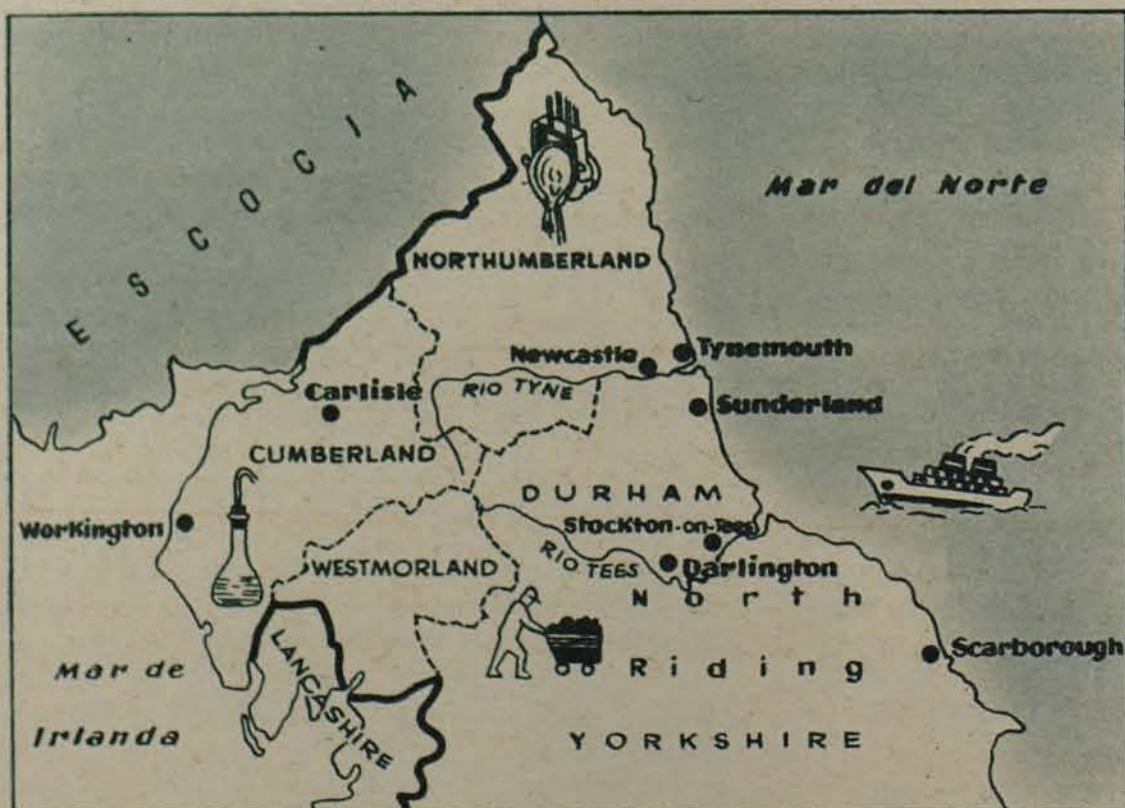 ESCOCIA
Mar del Norte
NORTHUMBERLAND
Newcastle
Tynemouth
RIO TYNE
Carlisle
Sunderland
CUMBERLAND
DURHAM
Workington
Stockton-on-Tees
RIO TEES
Darlington
WESTMORLAND
North
Riding
YORKSHIRE
Scarborough
LANCASHIRE
Mar de
Irlanda